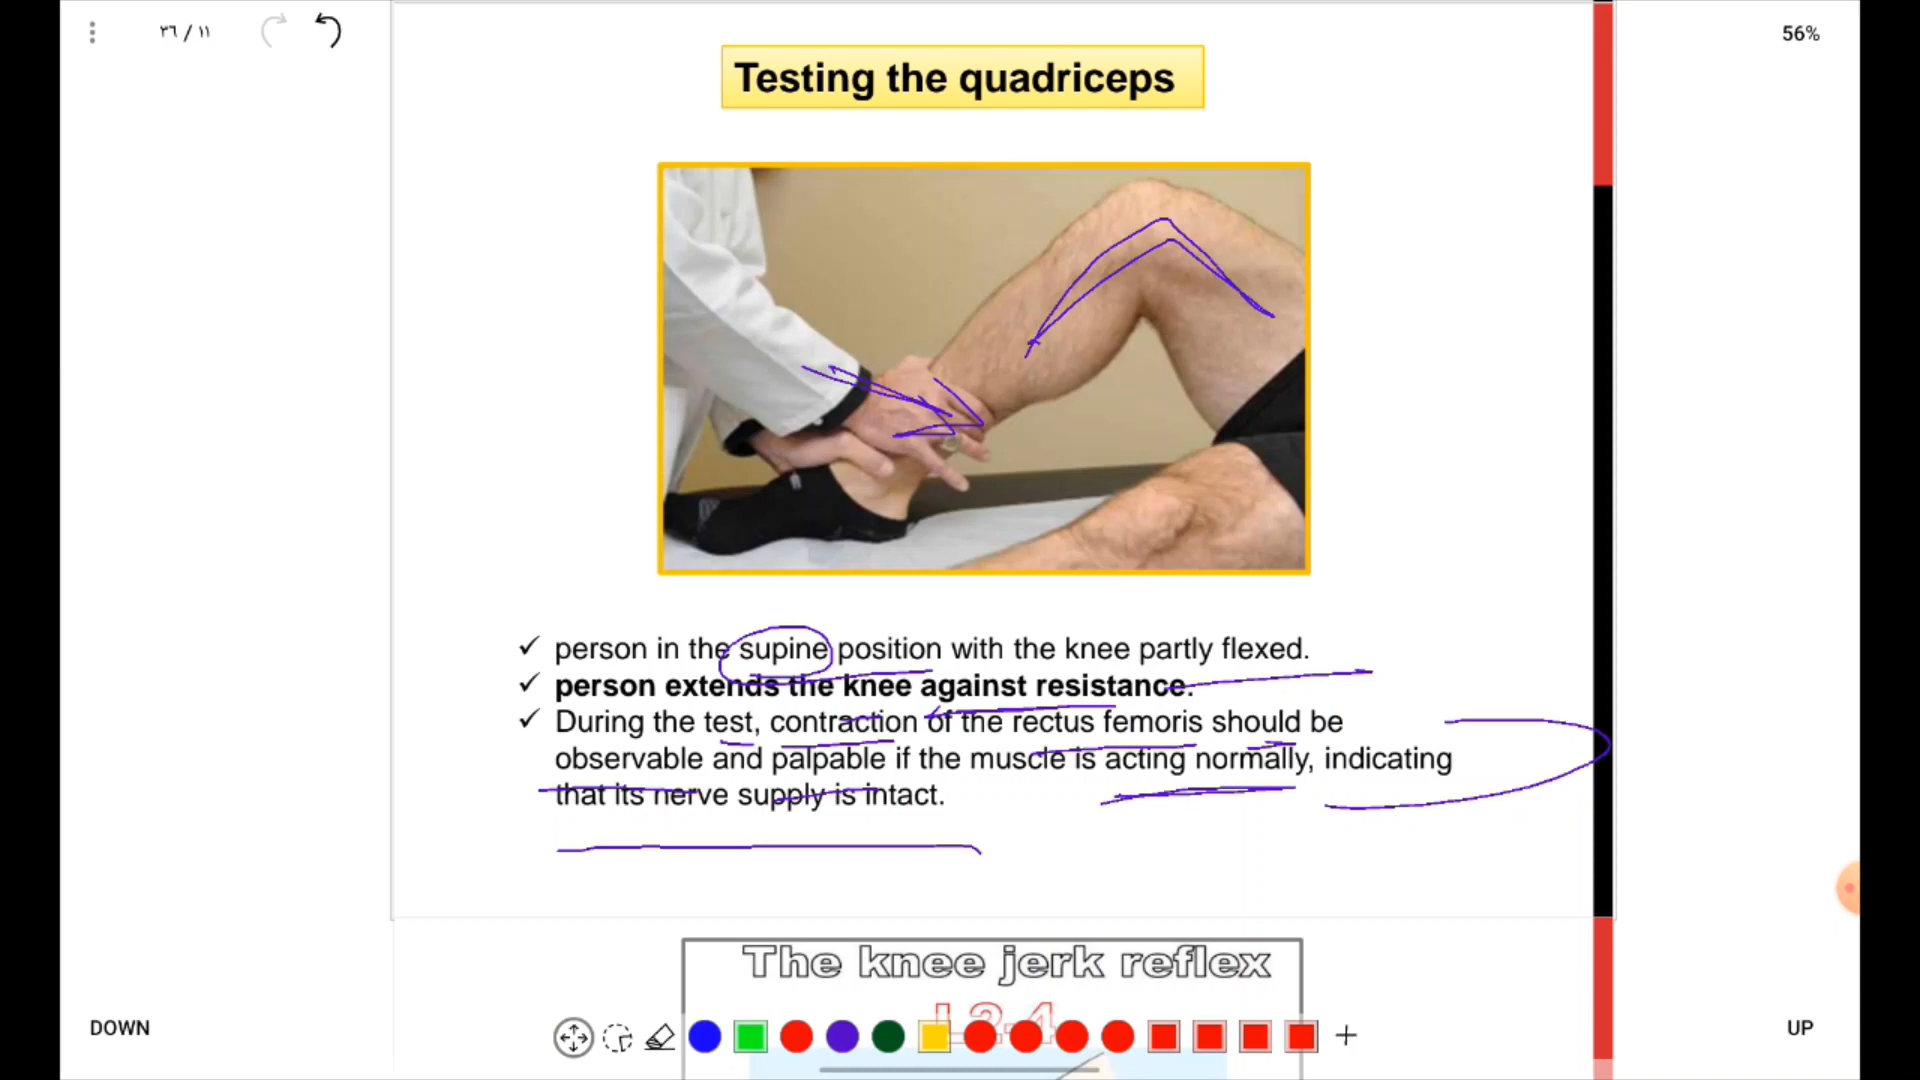 ٣٦ / ١١
56%
Testing the quadriceps
✓ person in the supine position with the knee partly flexed.
✓ person extends the knee against resistance.
✓ During the test, contraction of the rectus femoris should be
observable and palpable if the muscle is acting normally, indicating
that its nerve supply is intact.
The knee jerk reflex
L2-4
DOWN
UP